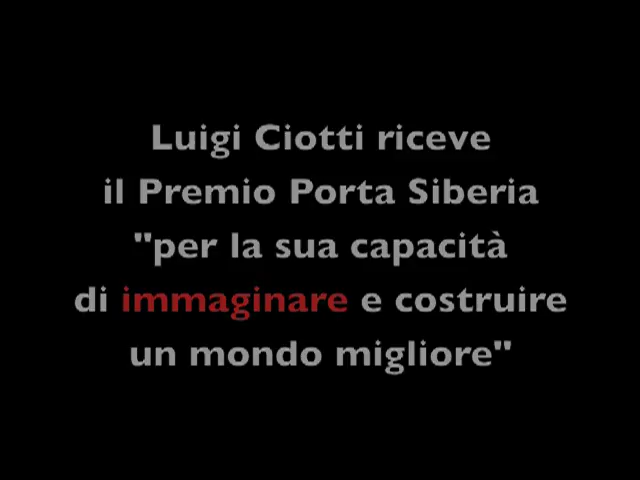 Luigi Ciotti riceve
il Premio Porta Siberia
"per la sua capacità
di immaginare e costruire
un mondo migliore"